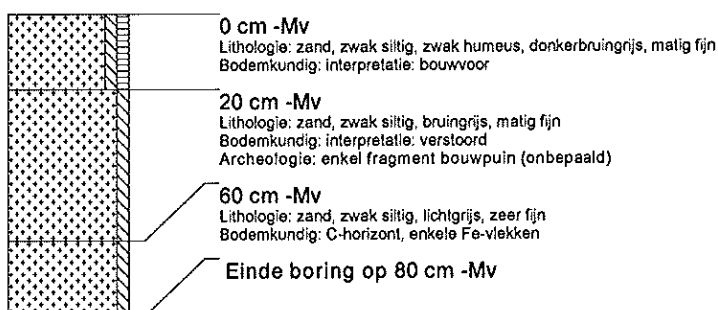 0 cm -Mv
Lithologie: zand, zwak siltig, zwak humeus, donkerbruingrijs, matig fijn
Bodemkundig: interpretatie: bouwvoor
20 cm -Mv
Lithologie: zand, zwak siltig, bruingrijs, matig fijn
Bodemkundig: interpretatie: verstoord
Archeologie: enkel fragment bouwpuin (onbepaald)
60 cm -Mv
Lithologie: zand, zwak siltig, lichtgrijs, zeer fijn
Bodemkundig: C-horizont, enkele Fe-vlekken
Einde boring op 80 cm -Mv